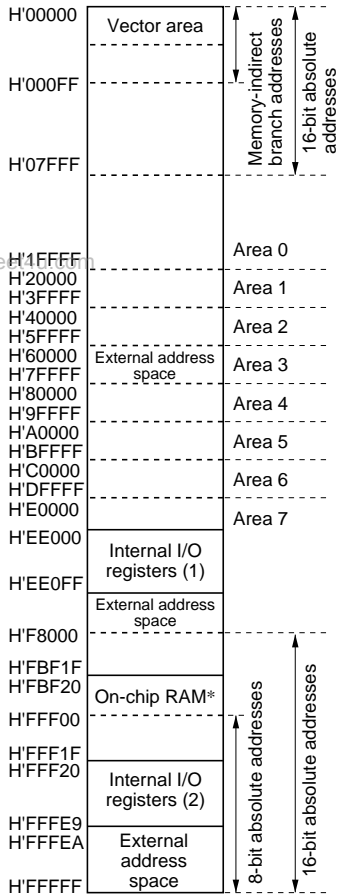 H'00000
Vector area
H'000FF
Memory-indirect
branch addresses
16-bit absolute
addresses
H'07FFF
H'1FFFF
Area 0
H'20000
Area 1
H'3FFFF
H'40000
Area 2
H'5FFFF
H'60000
External address
space
Area 3
H'7FFFF
H'80000
Area 4
H'9FFFF
H'A0000
Area 5
H'BFFFF
H'C0000
Area 6
H'DFFFF
H'E0000
Area 7
H'EE000
Internal I/O
registers (1)
H'EE0FF
External address
space
H'F8000
H'FBF1F
H'FBF20
On-chip RAM*
H'FFF00
H'FFF1F
H'FFF20
Internal I/O
registers (2)
H'FFFE9
H'FFFEA
External
address
space
H'FFFFF
8-bit absolute addresses
16-bit absolute addresses